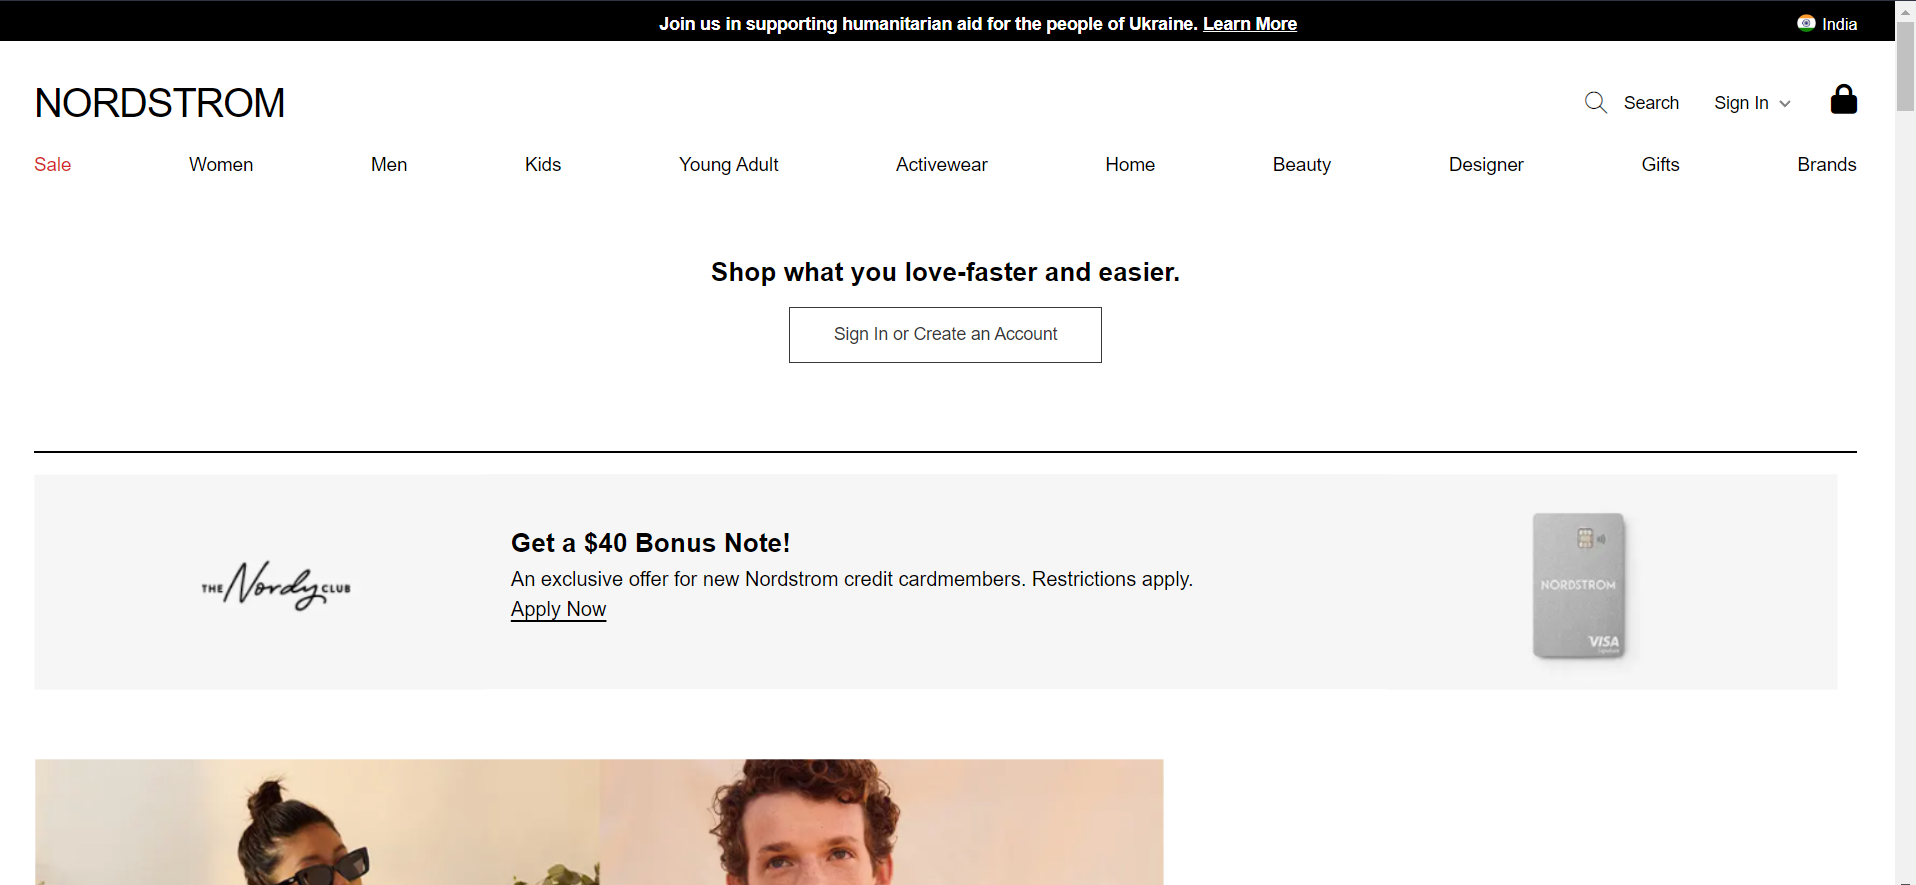 Join us in supporting humanitarian aid for the people of Ukraine. Learn More
India
NORDSTROM
Search
Sign In
Sale
Women
Men
Kids
Young Adult
Activewear
Home
Beauty
Designer
Gifts
Brands
Shop what you love-faster and easier.
Sign In or Create an Account
THE Nordy CLUB
Get a $40 Bonus Note!
An exclusive offer for new Nordstrom credit cardmembers. Restrictions apply.
Apply Now
NORDSTROM
VISA
Signature